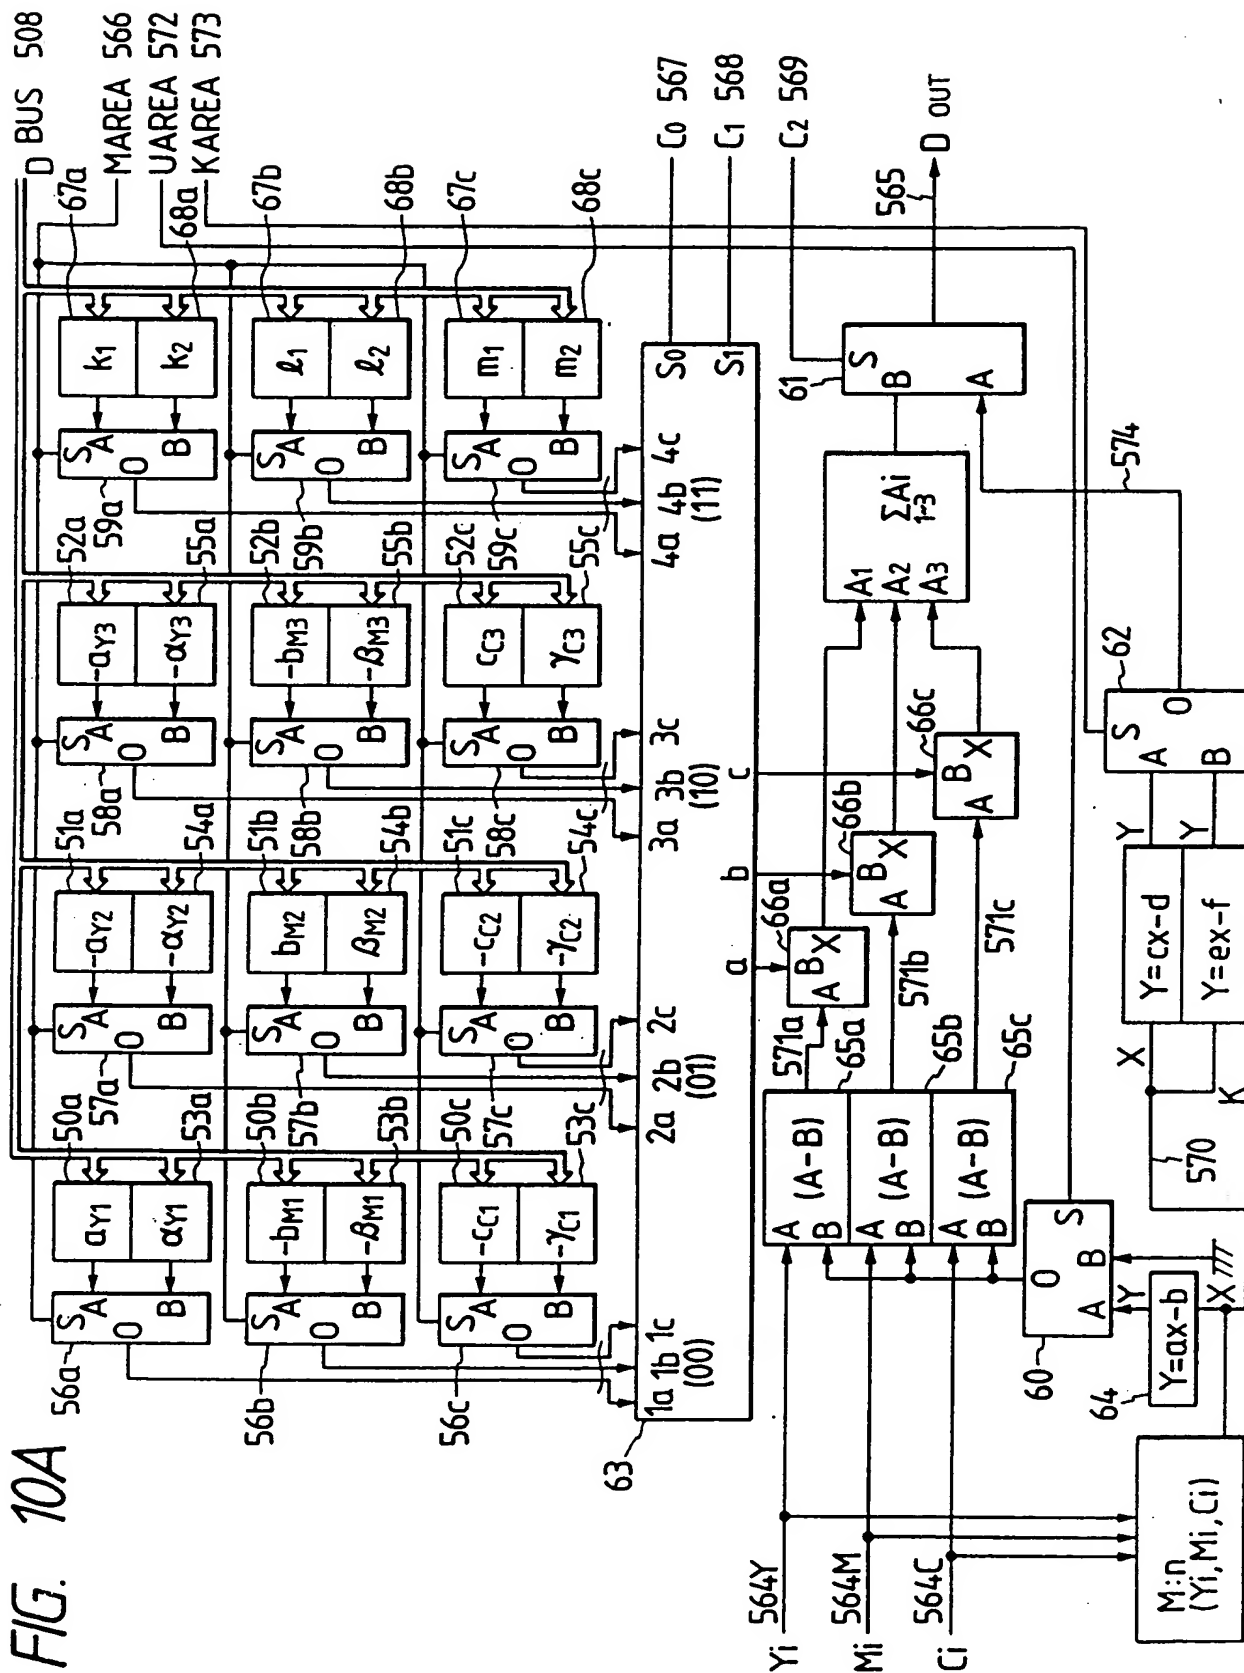 FIG. 10A
D BUS 508
MAREA 566
UAREA 572
KAREA 573
56a
S
A
O
B
50a
aY1
αY1
53a
57a
S
A
O
B
51a
-aY2
-αY2
54a
58a
S
A
O
B
52a
-aY3
-αY3
55a
59a
S
A
O
B
67a
k1
k2
68a
56b
S
A
O
B
50b
-bM1
-βM1
53b
57b
S
A
O
B
51b
bM2
βM2
54b
58b
S
A
O
B
52b
-bM3
-βM3
55b
59b
S
A
O
B
67b
ℓ1
ℓ2
68b
56c
S
A
O
B
50c
-cC1
-γC1
53c
57c
S
A
O
B
51c
-cC2
-γC2
54c
58c
S
A
O
B
52c
cC3
γC3
55c
59c
S
A
O
B
67c
m1
m2
68c
63
1a 1b 1c
(00)
2a 2b 2c
(01)
3a 3b 3c
(10)
4a 4b 4c
(11)
S0
S1
C0 567
C1 568
C2 569
a
b
c
66a
A B X
66b
A B X
66c
A B X
571a
571b
571c
65a
65b
65c
A
B
(A-B)
A
B
(A-B)
A
B
(A-B)
A1
A2
A3
ΣAi
1~3
61
S
B
A
565
D OUT
574
Yi 564Y
Mi 564M
Ci 564C
Min
(Yi,Mi,Ci)
64
Y=ax-b
Y
X
60
O
S
A
B
570
X
K
Y=cx-d
Y=ex-f
Y
Y
62
S
A
O
B